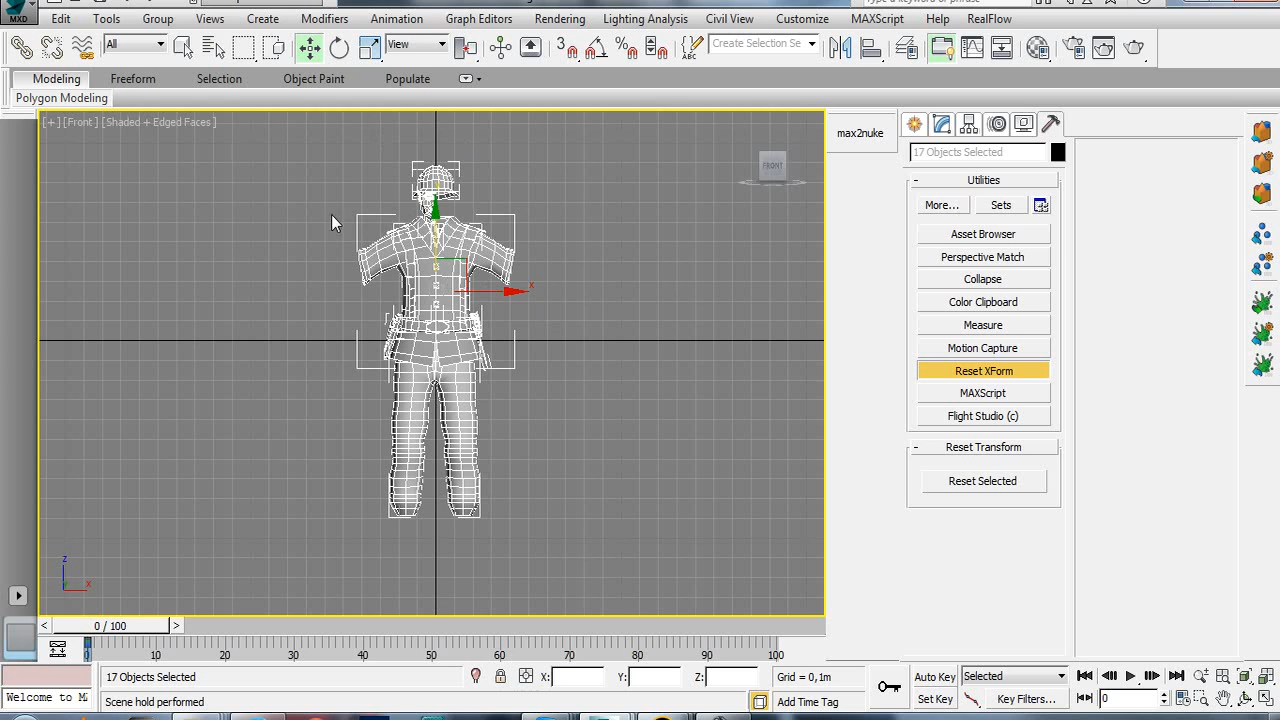 MXD
Edit Tools Group Views Create Modifiers Animation Graph Editors Rendering Lighting Analysis Civil View Customize MAXScript Help RealFlow
All View 3 ABC Create Selection Se
Modeling Freeform Selection Object Paint Populate
Polygon Modeling
[+] [Front ] [Shaded + Edged Faces ]
FRONT
x
z
x
max2nuke
17 Objects Selected
- Utilities
More... Sets
Asset Browser
Perspective Match
Collapse
Color Clipboard
Measure
Motion Capture
Reset XForm
MAXScript
Flight Studio (c)
- Reset Transform
Reset Selected
< 0 / 100 >
0 10 20 30 40 50 60 70 80 90 100
17 Objects Selected X: Y: Z: Grid = 0,1m Auto Key Selected
Welcome to M Scene hold performed Add Time Tag Set Key Key Filters... 0